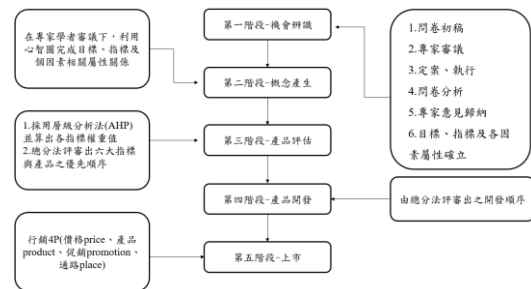 第一階段-機會辨識
在專家學者審議下，利用
心智圖完成目標、指標及
個因素相關屬性關係
1.問卷初稿
2.專家審議
3.定案、執行
4.問卷分析
5.專家意見歸納
6.目標、指標及各因
素屬性確立
第二階段-概念產生
1.採用層級分析法(AHP)
並算出各指標權重值
2.總分法評審出六大指標
與產品之優先順序
第三階段-產品評估
第四階段-產品開發
由總分法評審出之開發順序
行銷4P(價格price、產品
product、促銷promotion、
通路place)
第五階段-上市